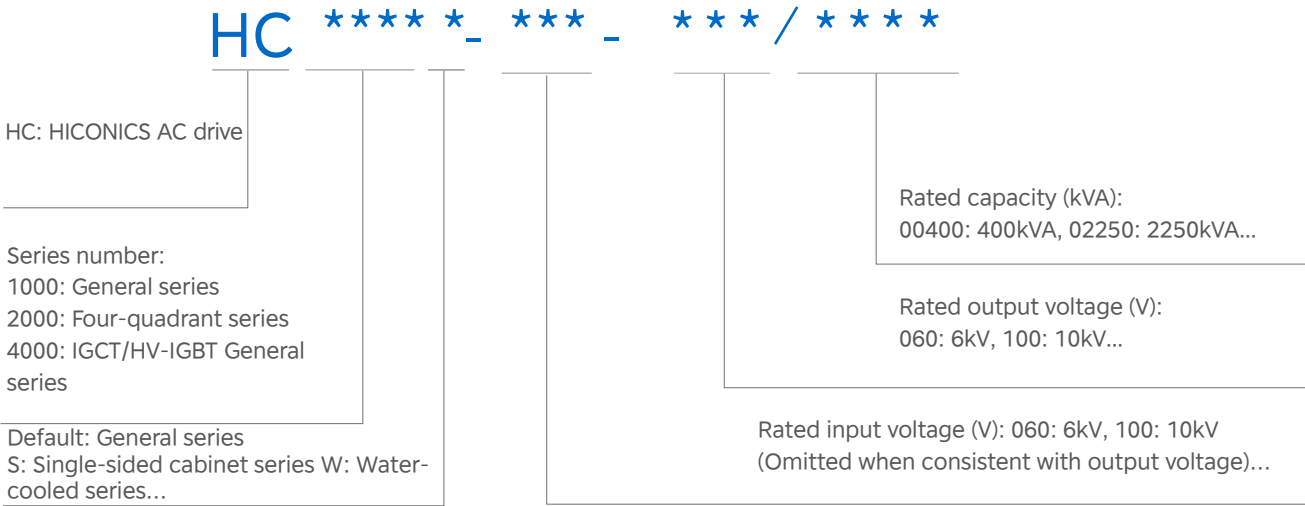 HC **** *- *** - ***/****
HC: HICONICS AC drive
Series number:
1000: General series
2000: Four-quadrant series
4000: IGCT/HV-IGBT General
series
Default: General series
S: Single-sided cabinet series W: Water-
cooled series...
Rated capacity (kVA):
00400: 400kVA, 02250: 2250kVA...
Rated output voltage (V):
060: 6kV, 100: 10kV...
Rated input voltage (V): 060: 6kV, 100: 10kV
(Omitted when consistent with output voltage)...